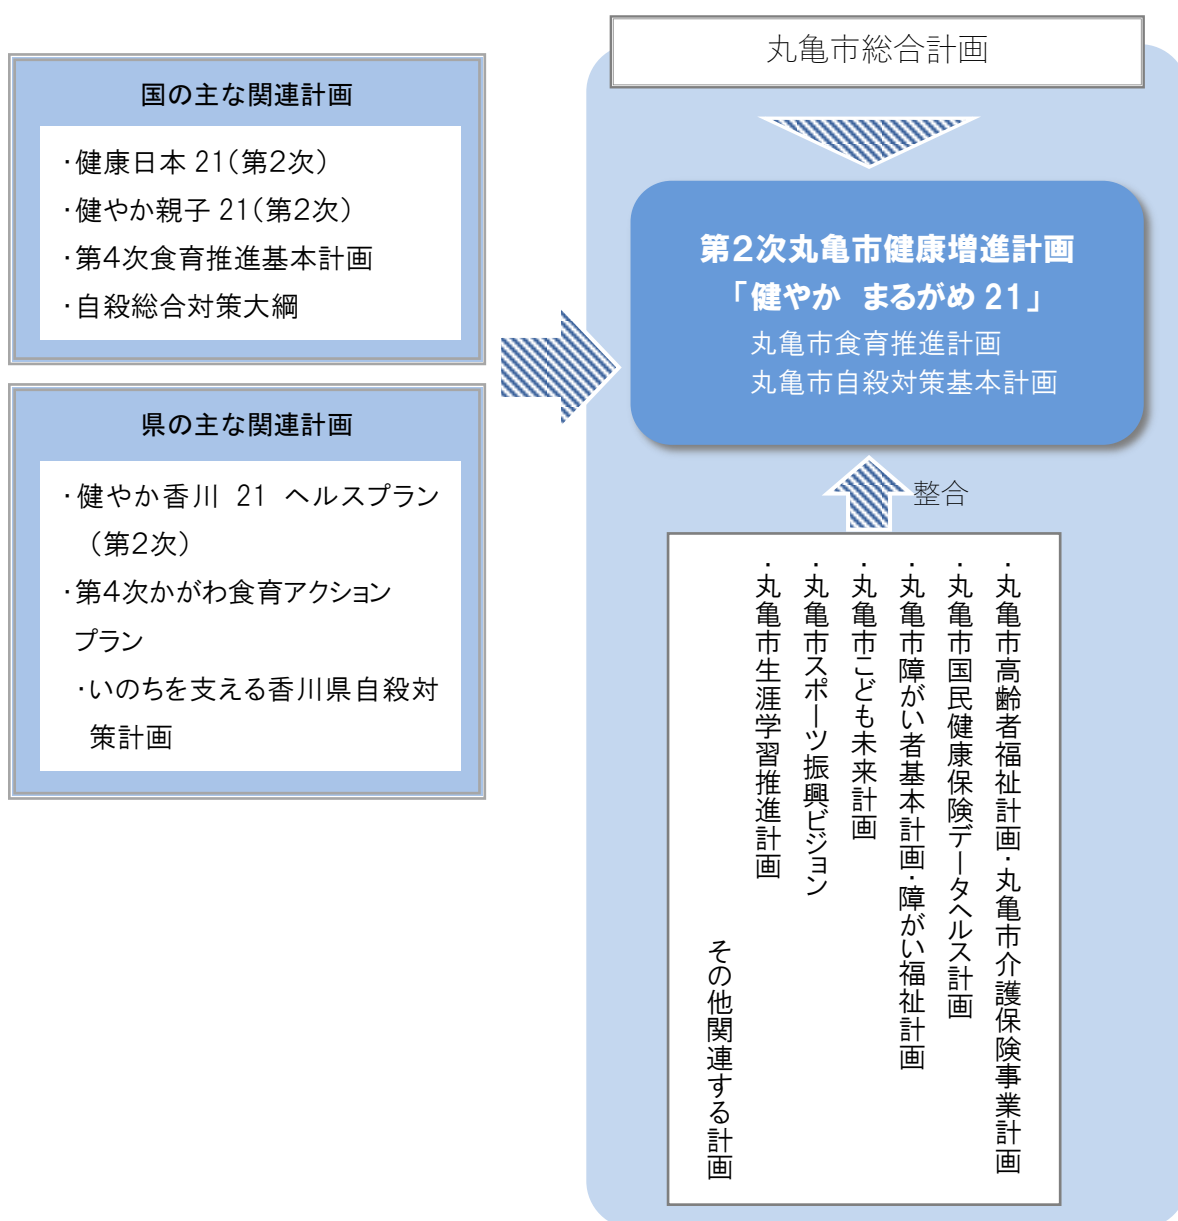 国の主な関連計画
・健康日本 21(第2次)
・健やか親子 21(第2次)
・第4次食育推進基本計画
・自殺総合対策大綱
県の主な関連計画
・健やか香川 21 ヘルスプラン
(第2次)
・第4次かがわ食育アクション
プラン
・いのちを支える香川県自殺対
策計画
丸亀市総合計画
第2次丸亀市健康増進計画
「健やか まるがめ 21」
丸亀市食育推進計画
丸亀市自殺対策基本計画
整合
・丸亀市高齢者福祉計画・丸亀市介護保険事業計画
・丸亀市国民健康保険データヘルス計画
・丸亀市障がい者基本計画・障がい福祉計画
・丸亀市こども未来計画
・丸亀市スポーツ振興ビジョン
・丸亀市生涯学習推進計画
その他関連する計画